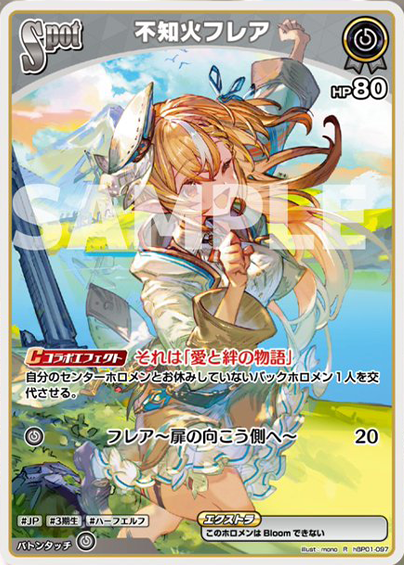 Spot
不知火フレア
HP80
SAMPLE
コラボエフェクト それは「愛と絆の物語」
自分のセンターホロメンとお休みしていないバックホロメン1人を交
代させる。
フレア〜扉の向こう側へ〜 20
#JP #3期生 #ハーフエルフ
エクストラ
このホロメンは Bloom できない
バトンタッチ
illust mono R hBP01-097